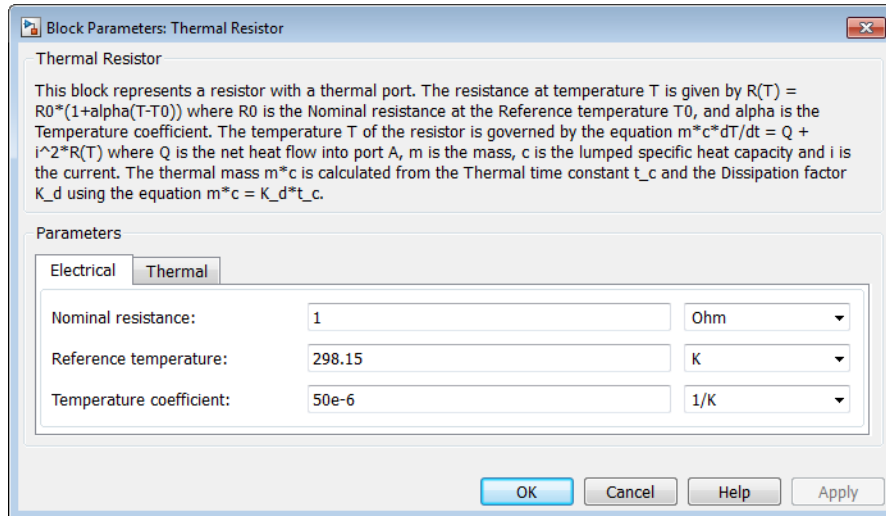 Block Parameters: Thermal Resistor
Thermal Resistor
This block represents a resistor with a thermal port. The resistance at temperature T is given by R(T) =
R0*(1+alpha(T-T0)) where R0 is the Nominal resistance at the Reference temperature T0, and alpha is the
Temperature coefficient. The temperature T of the resistor is governed by the equation m*c*dT/dt = Q +
i^2*R(T) where Q is the net heat flow into port A, m is the mass, c is the lumped specific heat capacity and i is
the current. The thermal mass m*c is calculated from the Thermal time constant t_c and the Dissipation factor
K_d using the equation m*c = K_d*t_c.
Parameters
Electrical Thermal
Nominal resistance: 1 Ohm
Reference temperature: 298.15 K
Temperature coefficient: 50e-6 1/K
OK Cancel Help Apply